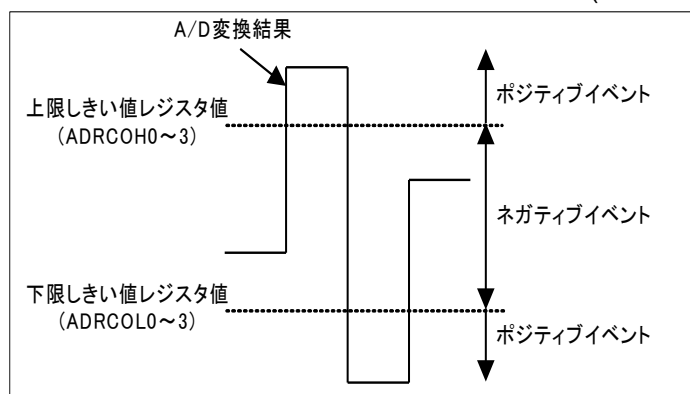 A/D変換結果
ポジティブイベント
上限しきい値レジスタ値
(ADRCOH0～3)
ネガティブイベント
下限しきい値レジスタ値
(ADRCOL0～3)
ポジティブイベント